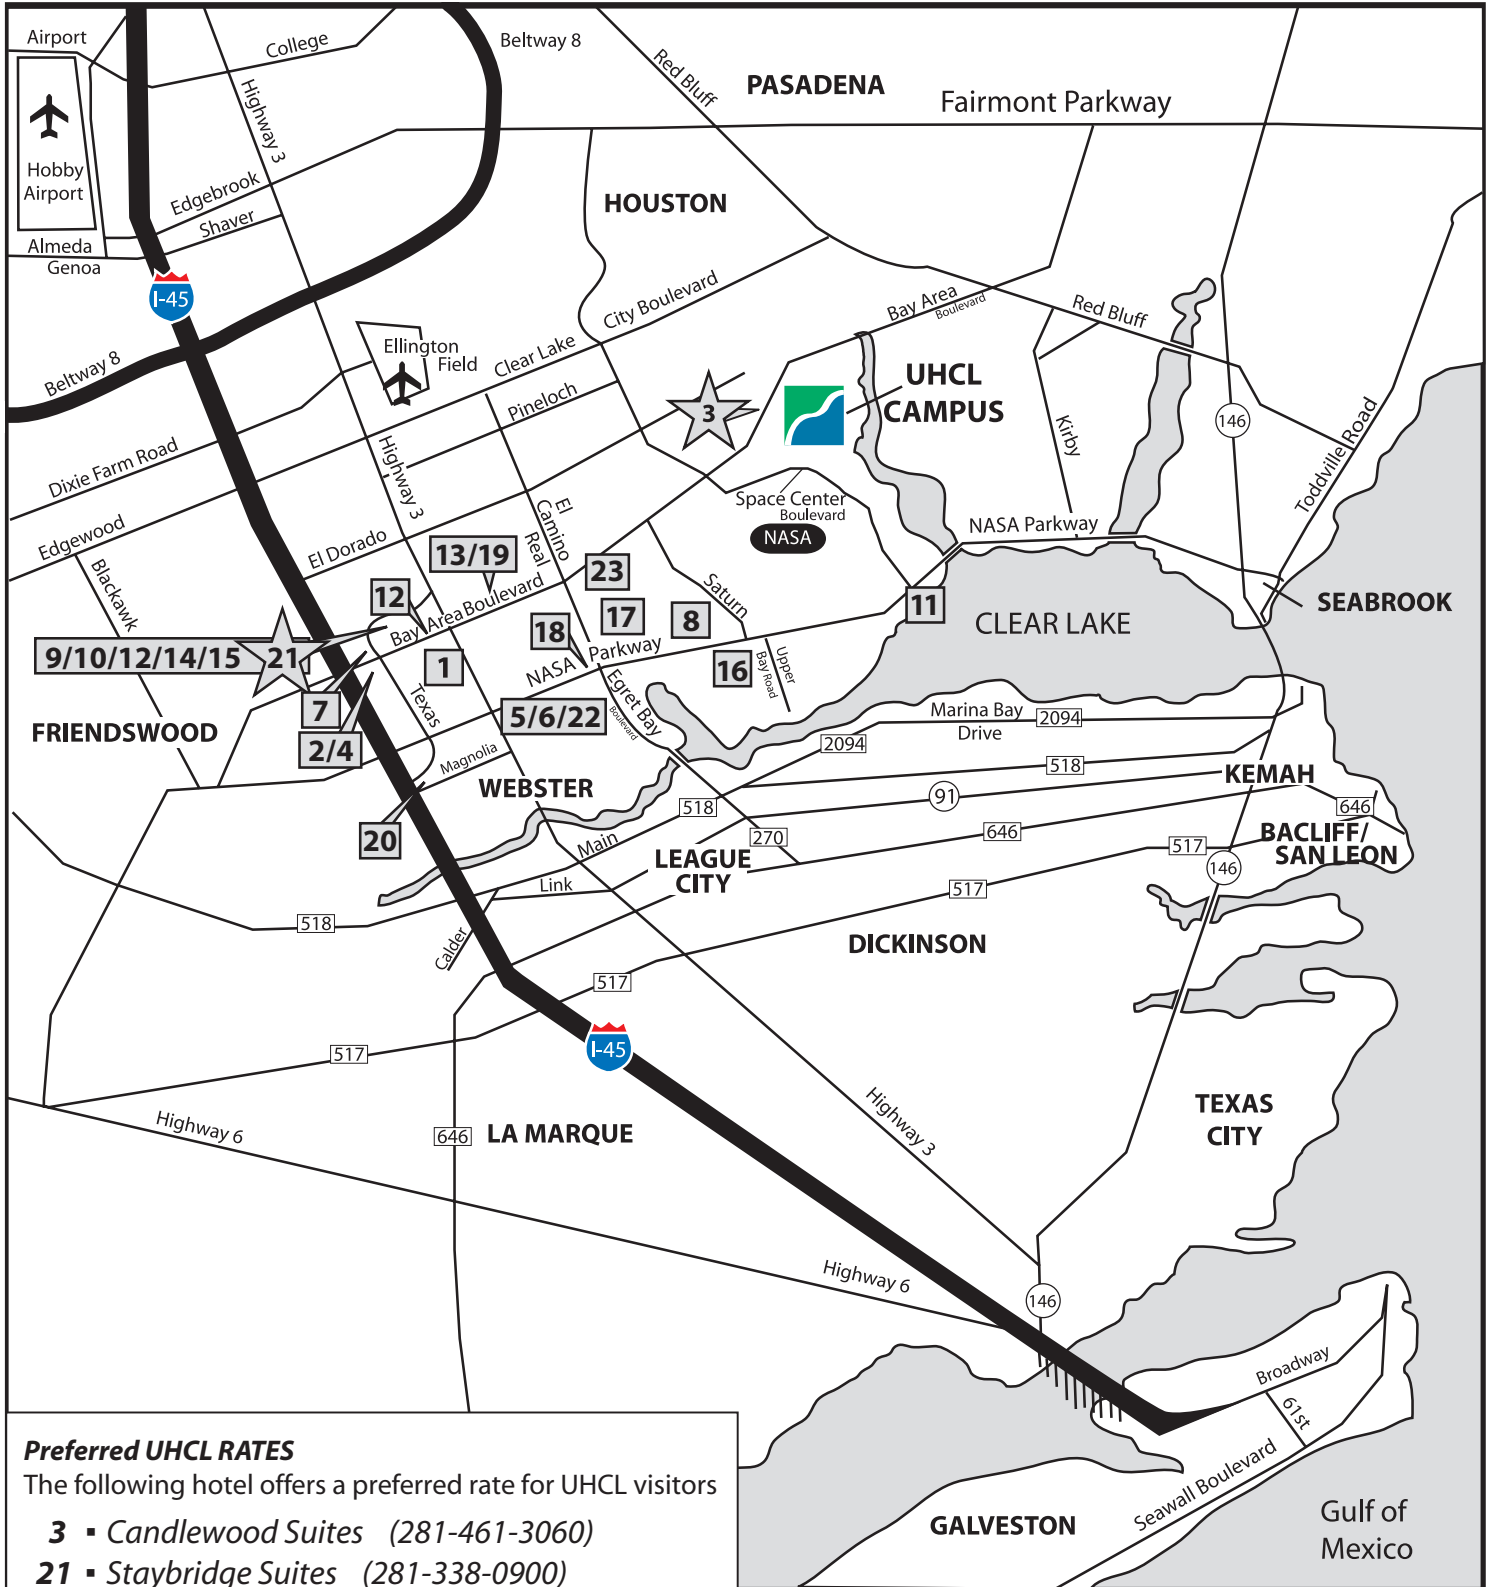 Airport
College
Beltway 8
Red Bluff
PASADENA
Fairmont Parkway
Highway 3
Hobby
Airport
Edgebrook
Shaver
HOUSTON
Almeda
Genoa
I-45
City Boulevard
Bay Area
Boulevard
Red Bluff
Ellington
Field
Clear Lake
Beltway 8
Pineloch
3
UHCL
CAMPUS
146
Kirby
Toddville Road
Dixie Farm Road
Highway 3
Edgewood
Space Center
Boulevard
NASA
NASA Parkway
El Dorado
El
Camino
Real
13/19
23
Blackawk
12
Bay Area Boulevard
Saturn
11
SEABROOK
CLEAR LAKE
17
8
18
9/10/12/14/15
21
1
NASA Parkway
16
Upper
Bay Road
7
Texas
5/6/22
Egret Bay
Boulevard
Marina Bay
Drive
2094
FRIENDSWOOD
2/4
2094
Magnolia
518
WEBSTER
KEMAH
91
518
646
20
Main
270
646
BACLIFF/
SAN LEON
517
LEAGUE
CITY
146
Link
517
518
Calder
DICKINSON
517
I-45
517
TEXAS
CITY
Highway 6
646
LA MARQUE
Highway 3
Highway 6
146
Broadway
61st
Seawall Boulevard
GALVESTON
Gulf of
Mexico
Preferred UHCL RATES
The following hotel offers a preferred rate for UHCL visitors
3 ▪ Candlewood Suites (281-461-3060)
21 ▪ Staybridge Suites (281-338-0900)